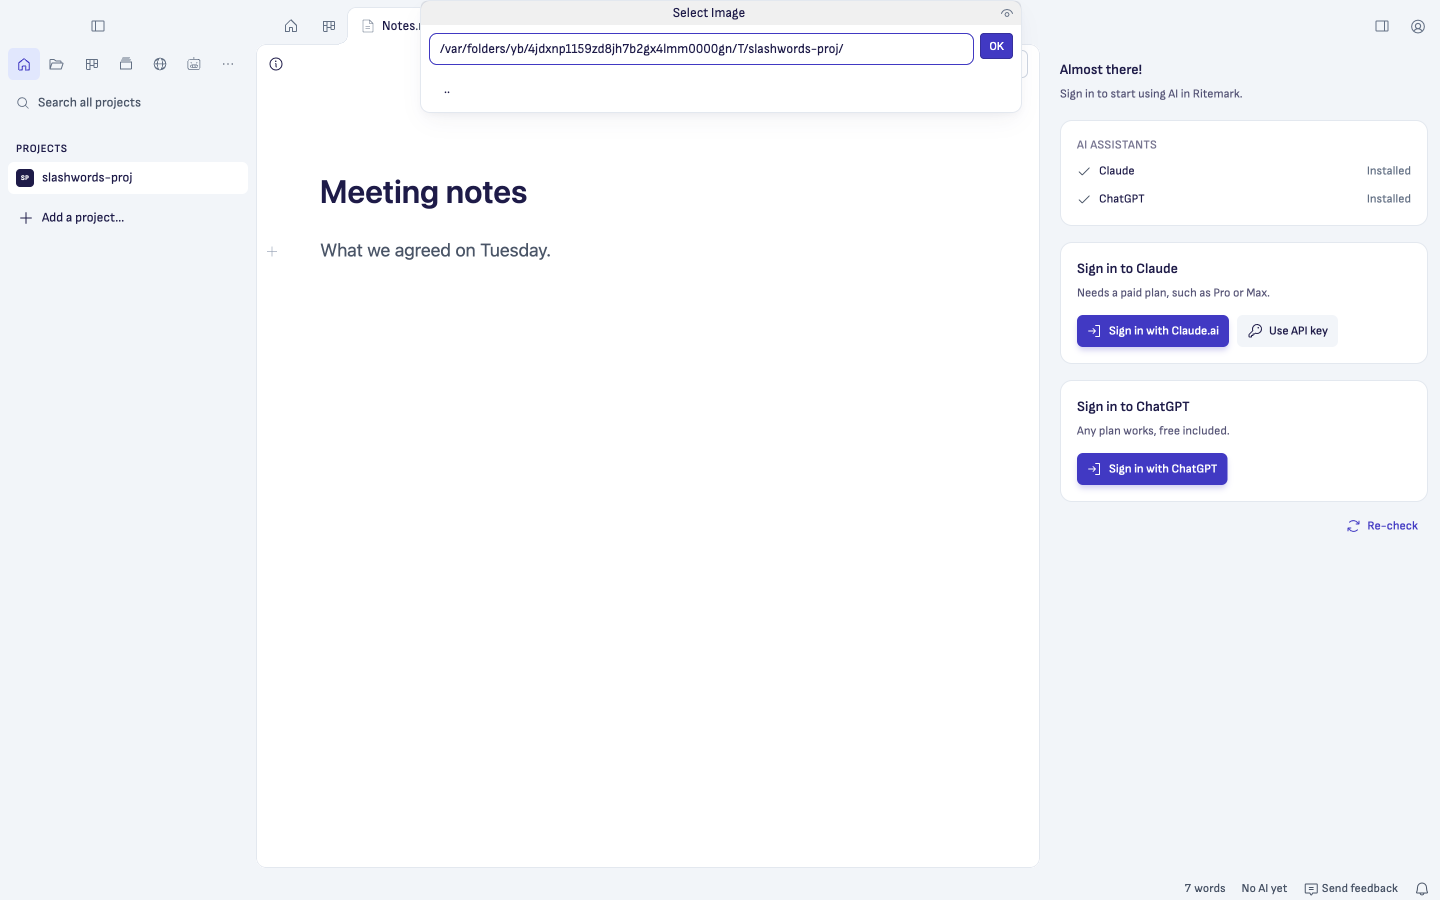 Select Image
Notes.
/var/folders/yb/4jdxnp1159zd8jh7b2gx4lmm0000gn/T/slashwords-proj/
OK
..
Search all projects
PROJECTS
SP
slashwords-proj
Add a project...
Meeting notes
What we agreed on Tuesday.
Almost there!
Sign in to start using AI in Ritemark.
AI ASSISTANTS
Claude
Installed
ChatGPT
Installed
Sign in to Claude
Needs a paid plan, such as Pro or Max.
Sign in with Claude.ai
Use API key
Sign in to ChatGPT
Any plan works, free included.
Sign in with ChatGPT
Re-check
7 words
No AI yet
Send feedback